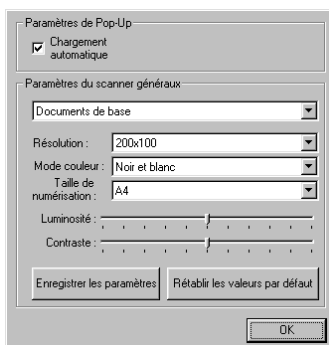 Paramètres de Pop-Up
Chargement
automatique
Paramètres du scanner généraux
Documents de base
Résolution :
200x100
Mode couleur :
Noir et blanc
Taille de
numérisation :
A4
Luminosité :
Contraste :
Enregistrer les paramètres
Rétablir les valeurs par défaut
OK